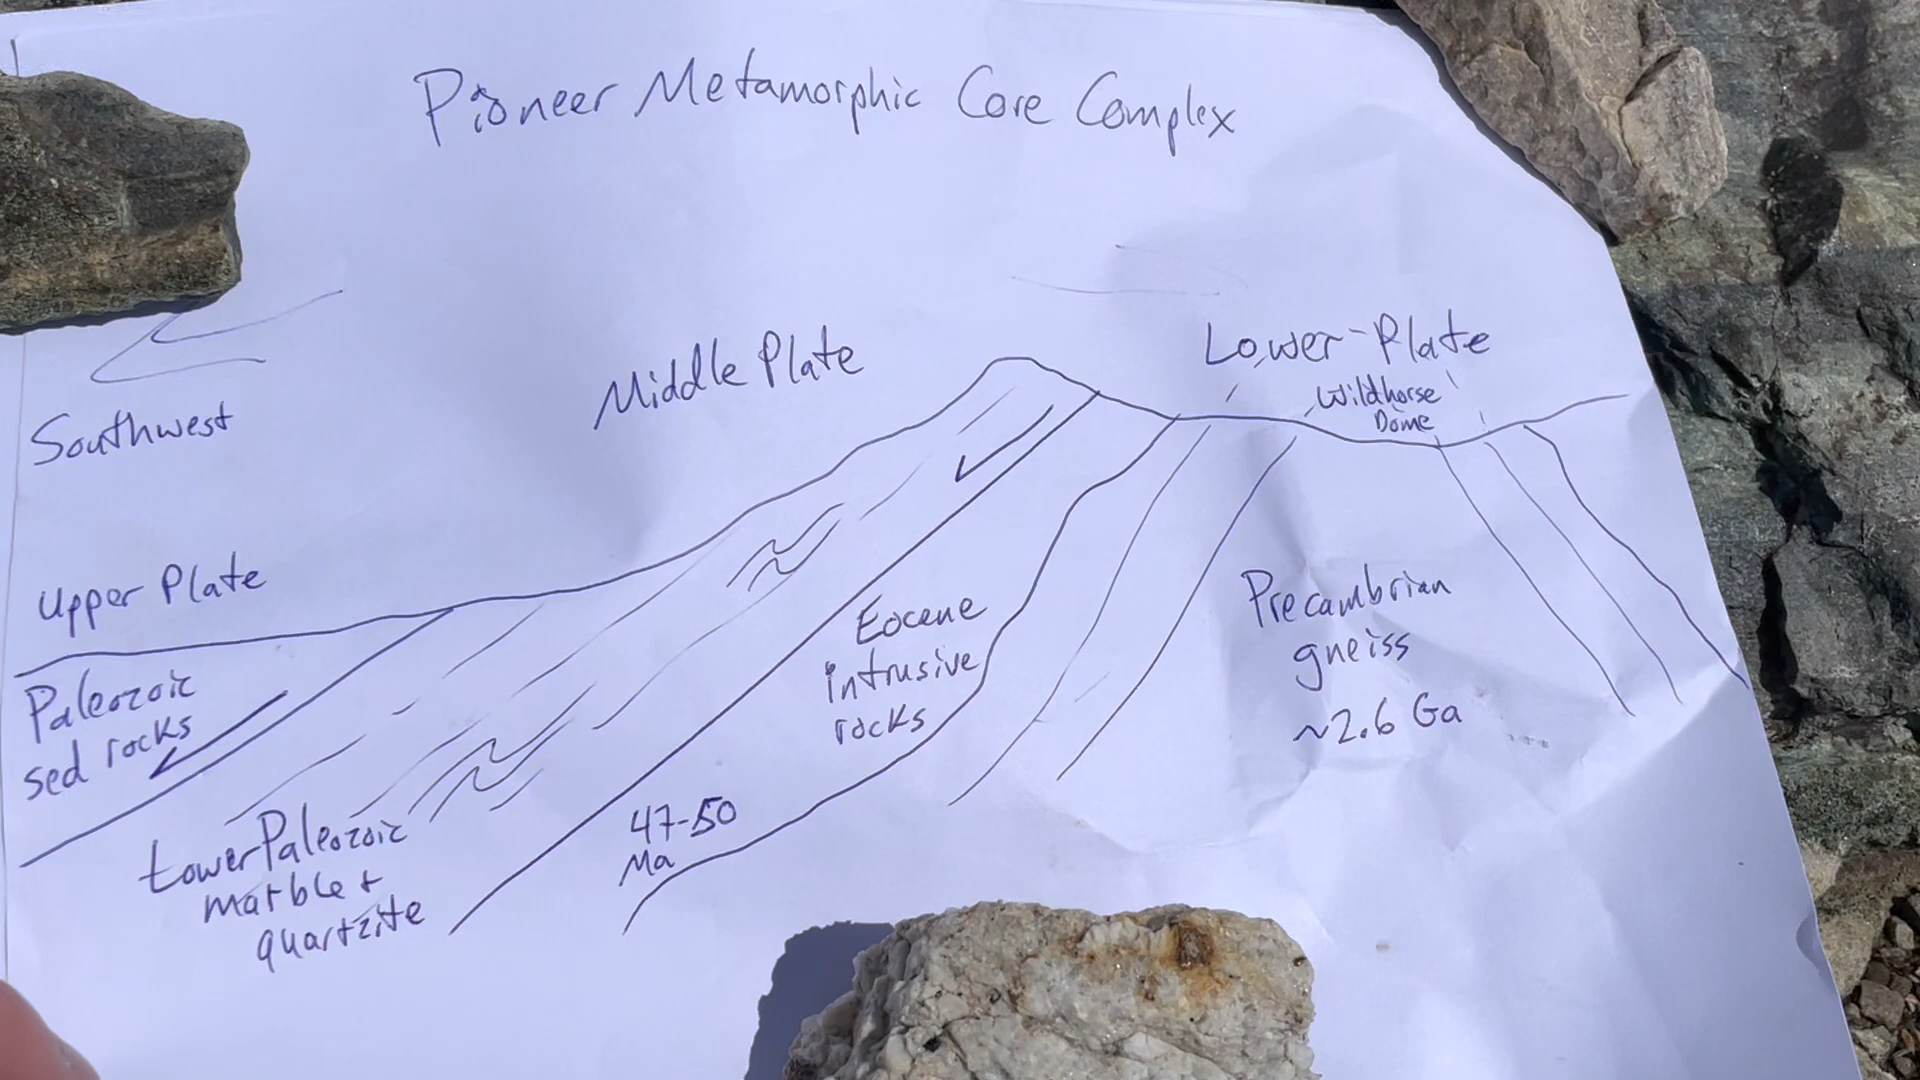 Pioneer Metamorphic Core Complex
Southwest
Middle Plate
Lower-Plate
Wildhorse
Dome
Upper Plate
Paleozoic
sed rocks
Lower Paleozoic
marble +
quartzite
Eocene
intrusive
rocks
47-50
Ma
Precambrian
gneiss
~2.6 Ga